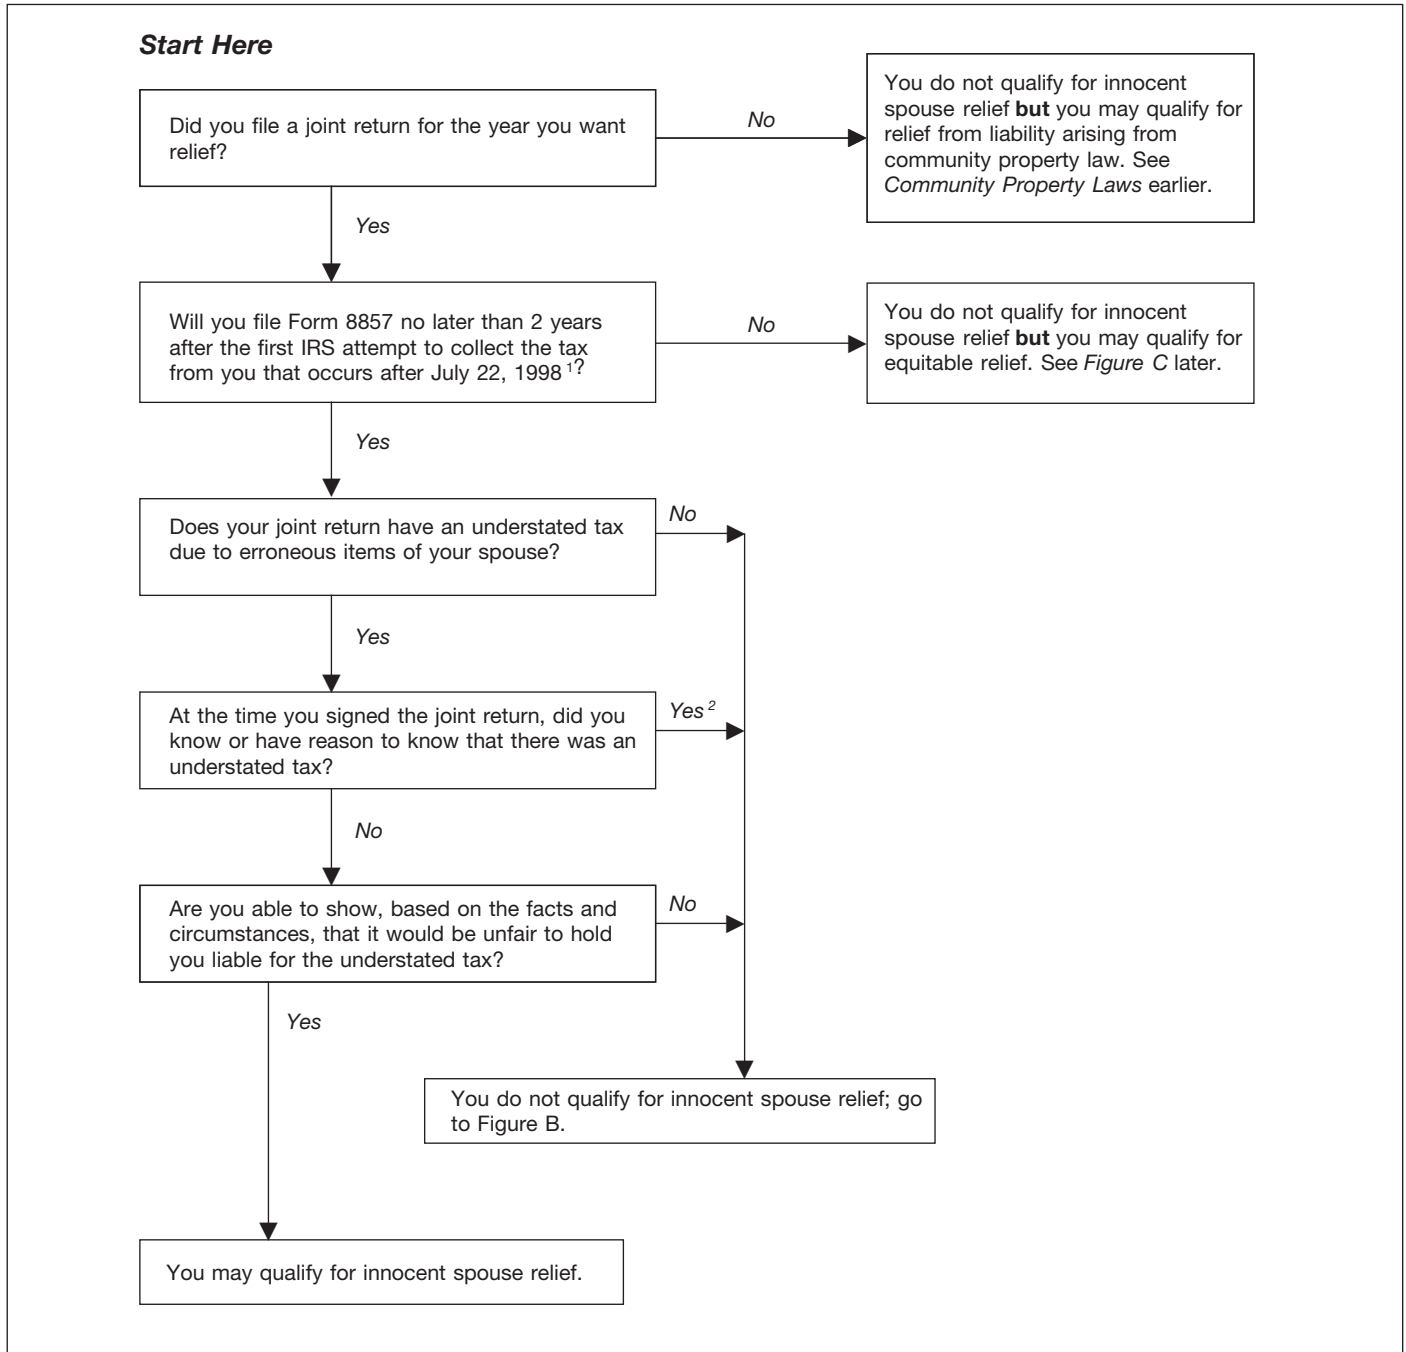 Start Here
Did you file a joint return for the year you want
relief?
No
You do not qualify for innocent
spouse relief but you may qualify for
relief from liability arising from
community property law. See
Community Property Laws earlier.
Yes
Will you file Form 8857 no later than 2 years
after the first IRS attempt to collect the tax
from you that occurs after July 22, 1998 ¹?
No
You do not qualify for innocent
spouse relief but you may qualify for
equitable relief. See Figure C later.
Yes
Does your joint return have an understated tax
due to erroneous items of your spouse?
No
Yes
At the time you signed the joint return, did you
know or have reason to know that there was an
understated tax?
Yes ²
No
Are you able to show, based on the facts and
circumstances, that it would be unfair to hold
you liable for the understated tax?
No
Yes
You do not qualify for innocent spouse relief; go
to Figure B.
You may qualify for innocent spouse relief.